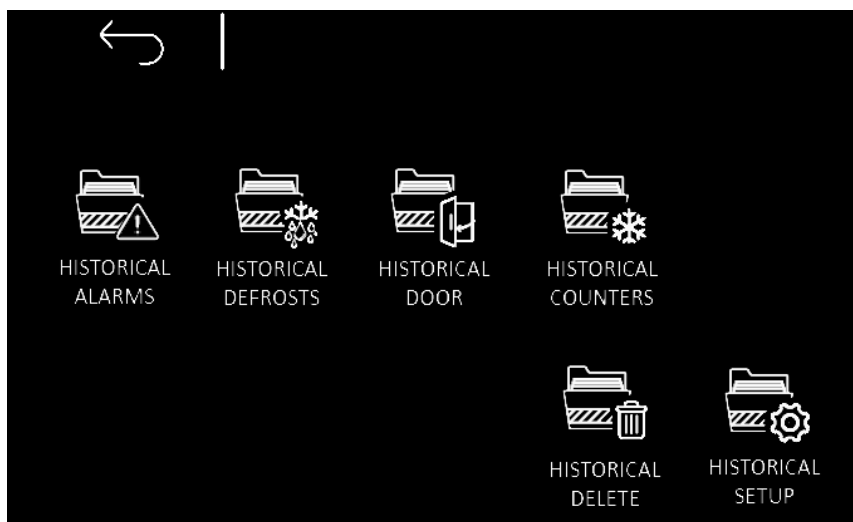 HISTORICAL
ALARMS
HISTORICAL
DEFROSTS
HISTORICAL
DOOR
HISTORICAL
COUNTERS
HISTORICAL
DELETE
HISTORICAL
SETUP